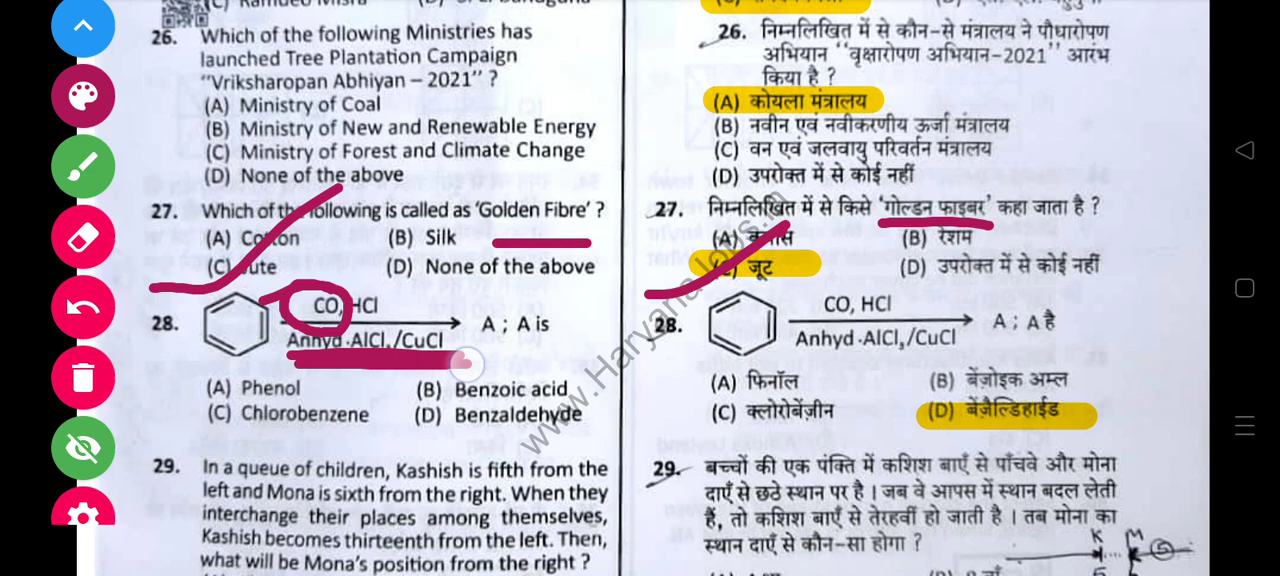 (C) Ramdeo Misra
26. Which of the following Ministries has
launched Tree Plantation Campaign
"Vriksharopan Abhiyan – 2021" ?
(A) Ministry of Coal
(B) Ministry of New and Renewable Energy
(C) Ministry of Forest and Climate Change
(D) None of the above
27. Which of the following is called as 'Golden Fibre' ?
(A) Cotton (B) Silk
(C) Jute (D) None of the above
28. CO, HCl
A ; A is
Anhyd.AlCl₃/CuCl
(A) Phenol (B) Benzoic acid
(C) Chlorobenzene (D) Benzaldehyde
29. In a queue of children, Kashish is fifth from the
left and Mona is sixth from the right. When they
interchange their places among themselves,
Kashish becomes thirteenth from the left. Then,
what will be Mona's position from the right ?
26. निम्नलिखित में से कौन-से मंत्रालय ने पौधारोपण
अभियान "वृक्षारोपण अभियान-2021" आरंभ
किया है ?
(A) कोयला मंत्रालय
(B) नवीन एवं नवीकरणीय ऊर्जा मंत्रालय
(C) वन एवं जलवायु परिवर्तन मंत्रालय
(D) उपरोक्त में से कोई नहीं
27. निम्नलिखित में से किसे 'गोल्डन फाइबर' कहा जाता है ?
(A) कपास (B) रेशम
(C) जूट (D) उपरोक्त में से कोई नहीं
28. CO, HCl
A ; A है
Anhyd.AlCl₃/CuCl
(A) फिनॉल (B) बेंज़ोइक अम्ल
(C) क्लोरोबेंज़ीन (D) बेंज़ैल्डिहाईड
29. बच्चों की एक पंक्ति में कशिश बाएँ से पाँचवे और मोना
दाएँ से छठे स्थान पर है । जब वे आपस में स्थान बदल लेती
हैं, तो कशिश बाएँ से तेरहवीं हो जाती है । तब मोना का
स्थान दाएँ से कौन-सा होगा ?
K M
5
www.HaryanaJobs.in